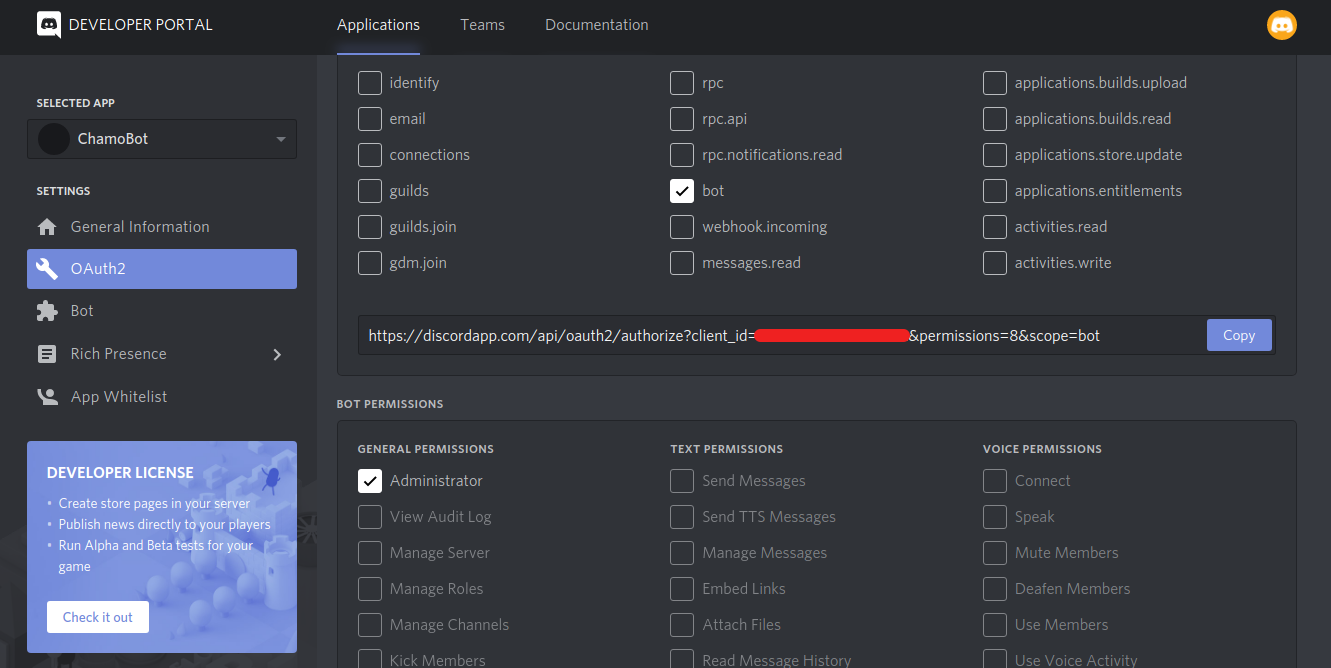 DEVELOPER PORTAL
Applications
Teams
Documentation
SELECTED APP
ChamoBot
SETTINGS
General Information
OAuth2
Bot
Rich Presence
App Whitelist
DEVELOPER LICENSE
• Create store pages in your server
• Publish news directly to your players
• Run Alpha and Beta tests for your
game
Check it out
identify
rpc
applications.builds.upload
email
rpc.api
applications.builds.read
connections
rpc.notifications.read
applications.store.update
guilds
bot
applications.entitlements
guilds.join
webhook.incoming
activities.read
gdm.join
messages.read
activities.write
https://discordapp.com/api/oauth2/authorize?client_id=
&permissions=8&scope=bot
Copy
BOT PERMISSIONS
GENERAL PERMISSIONS
Administrator
View Audit Log
Manage Server
Manage Roles
Manage Channels
Kick Members
TEXT PERMISSIONS
Send Messages
Send TTS Messages
Manage Messages
Embed Links
Attach Files
Read Message History
VOICE PERMISSIONS
Connect
Speak
Mute Members
Deafen Members
Use Members
Use Voice Activity